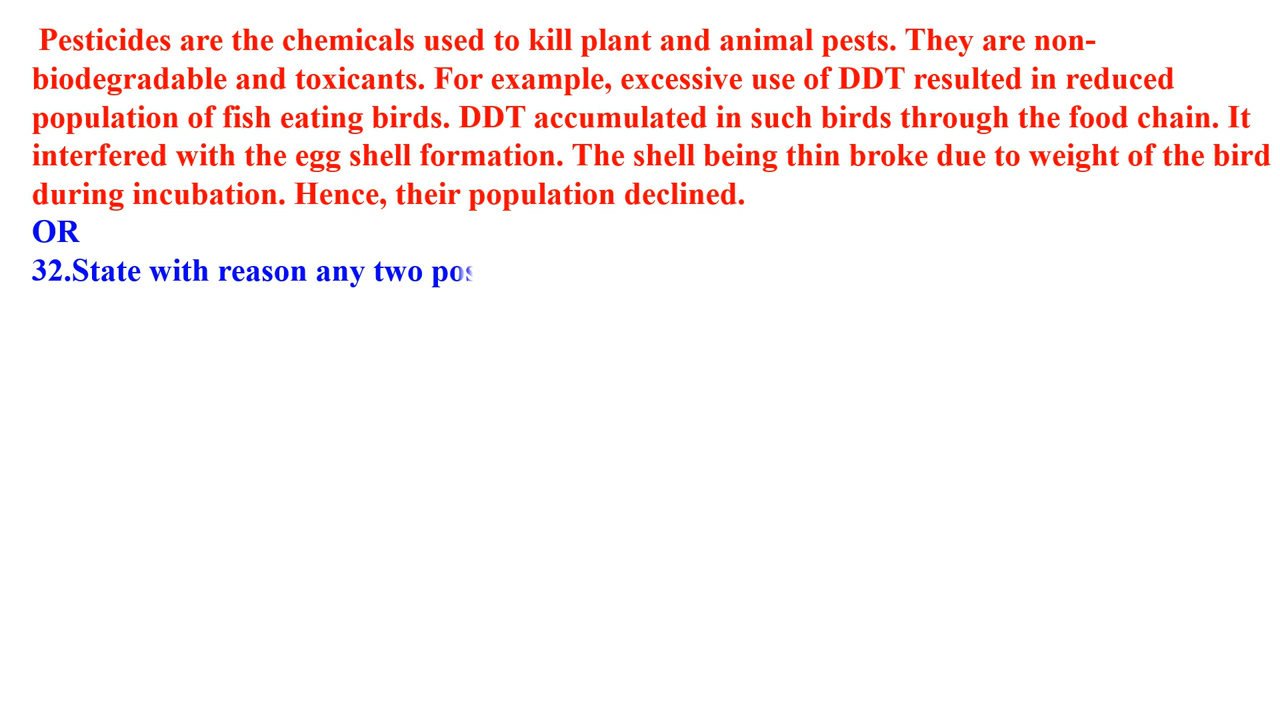 Pesticides are the chemicals used to kill plant and animal pests. They are non-
biodegradable and toxicants. For example, excessive use of DDT resulted in reduced
population of fish eating birds. DDT accumulated in such birds through the food chain. It
interfered with the egg shell formation. The shell being thin broke due to weight of the bird
during incubation. Hence, their population declined.
OR
32.State with reason any two